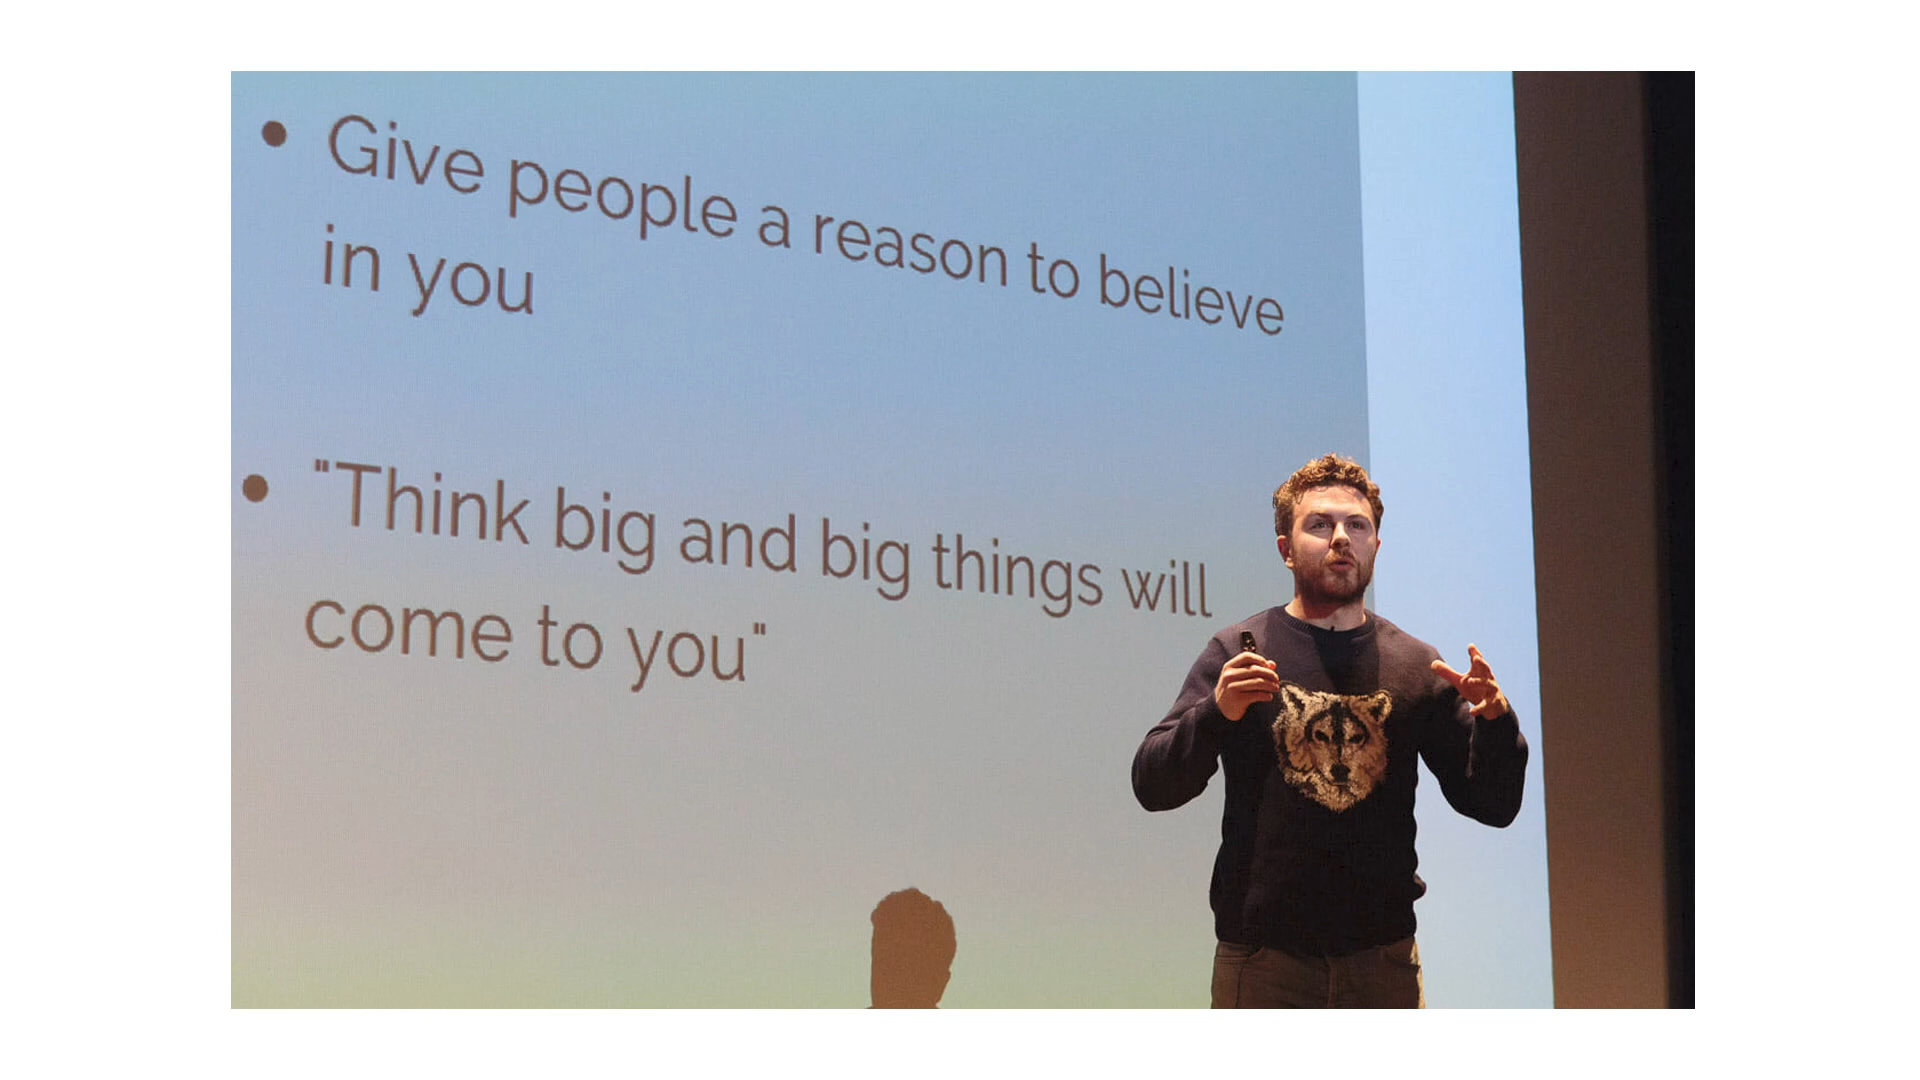 • Give people a reason to believe
in you
• "Think big and big things will
come to you"